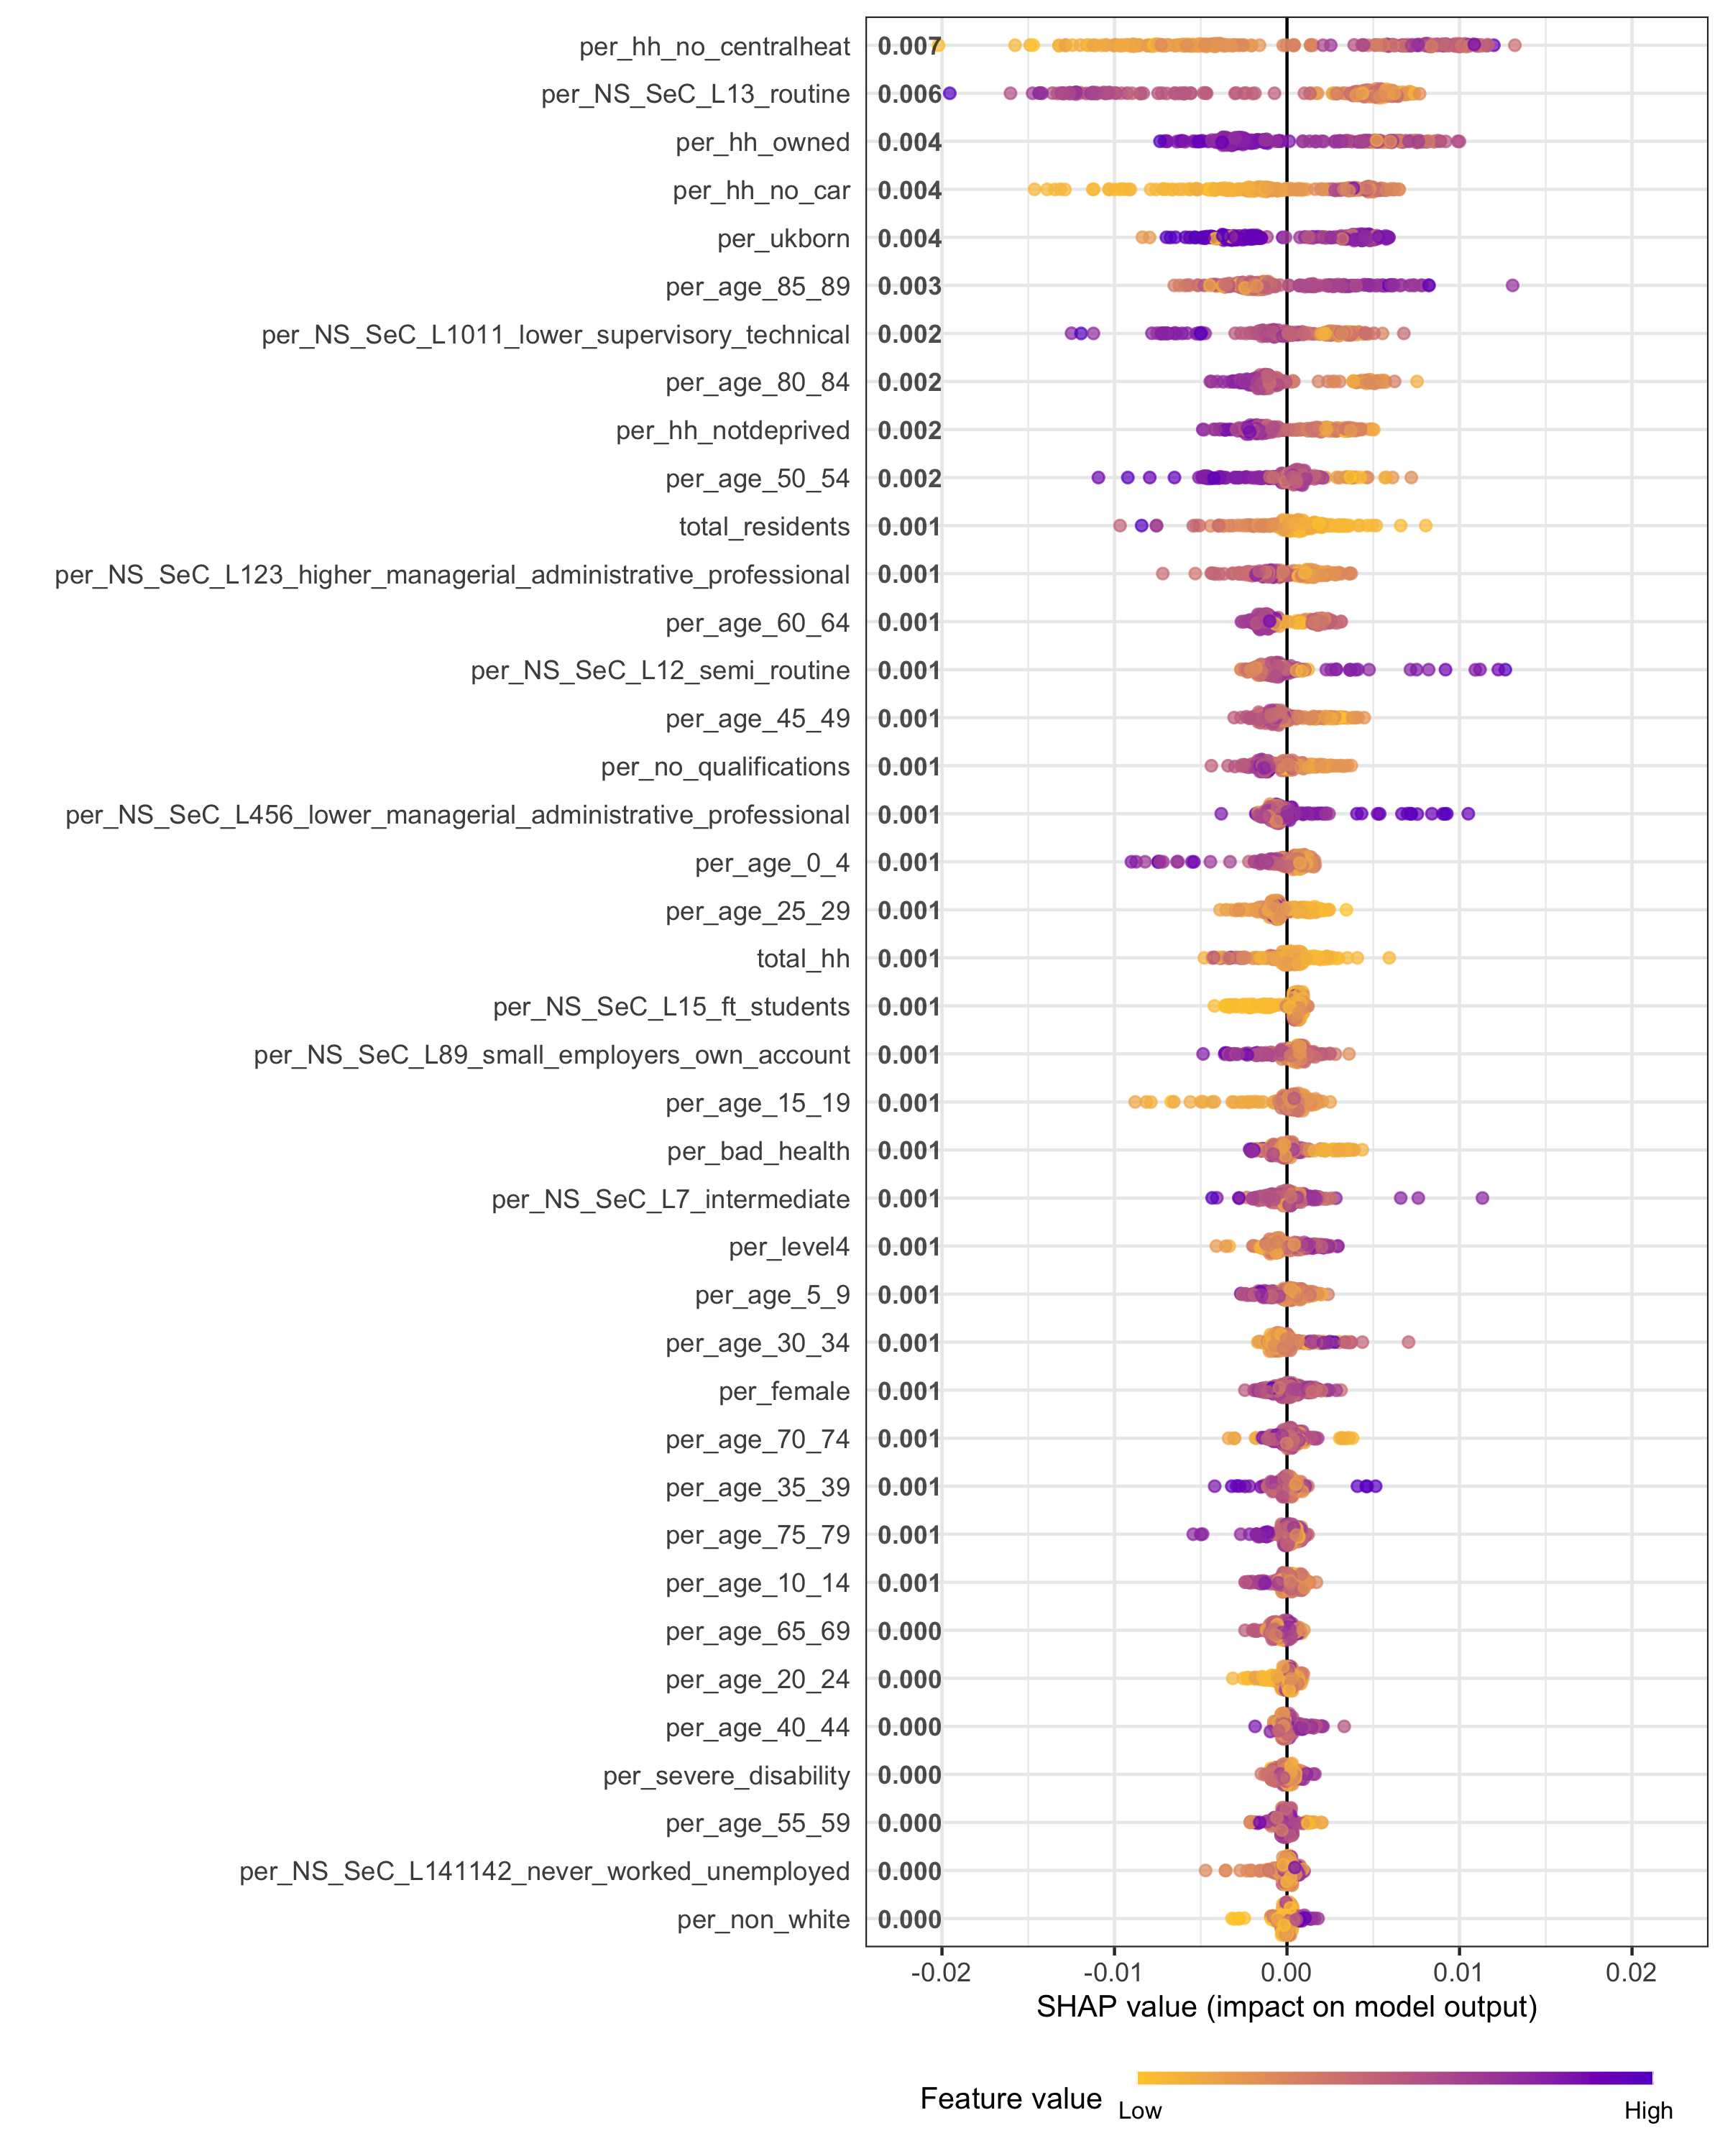 per_hh_no_centralheat 0.007
per_NS_SeC_L13_routine 0.006
per_hh_owned 0.004
per_hh_no_car 0.004
per_ukborn 0.004
per_age_85_89 0.003
per_NS_SeC_L1011_lower_supervisory_technical 0.002
per_age_80_84 0.002
per_hh_notdeprived 0.002
per_age_50_54 0.002
total_residents 0.001
per_NS_SeC_L123_higher_managerial_administrative_professional 0.001
per_age_60_64 0.001
per_NS_SeC_L12_semi_routine 0.001
per_age_45_49 0.001
per_no_qualifications 0.001
per_NS_SeC_L456_lower_managerial_administrative_professional 0.001
per_age_0_4 0.001
per_age_25_29 0.001
total_hh 0.001
per_NS_SeC_L15_ft_students 0.001
per_NS_SeC_L89_small_employers_own_account 0.001
per_age_15_19 0.001
per_bad_health 0.001
per_NS_SeC_L7_intermediate 0.001
per_level4 0.001
per_age_5_9 0.001
per_age_30_34 0.001
per_female 0.001
per_age_70_74 0.001
per_age_35_39 0.001
per_age_75_79 0.001
per_age_10_14 0.001
per_age_65_69 0.000
per_age_20_24 0.000
per_age_40_44 0.000
per_severe_disability 0.000
per_age_55_59 0.000
per_NS_SeC_L141142_never_worked_unemployed 0.000
per_non_white 0.000
-0.02 -0.01 0.00 0.01 0.02
SHAP value (impact on model output)
Feature value
Low High